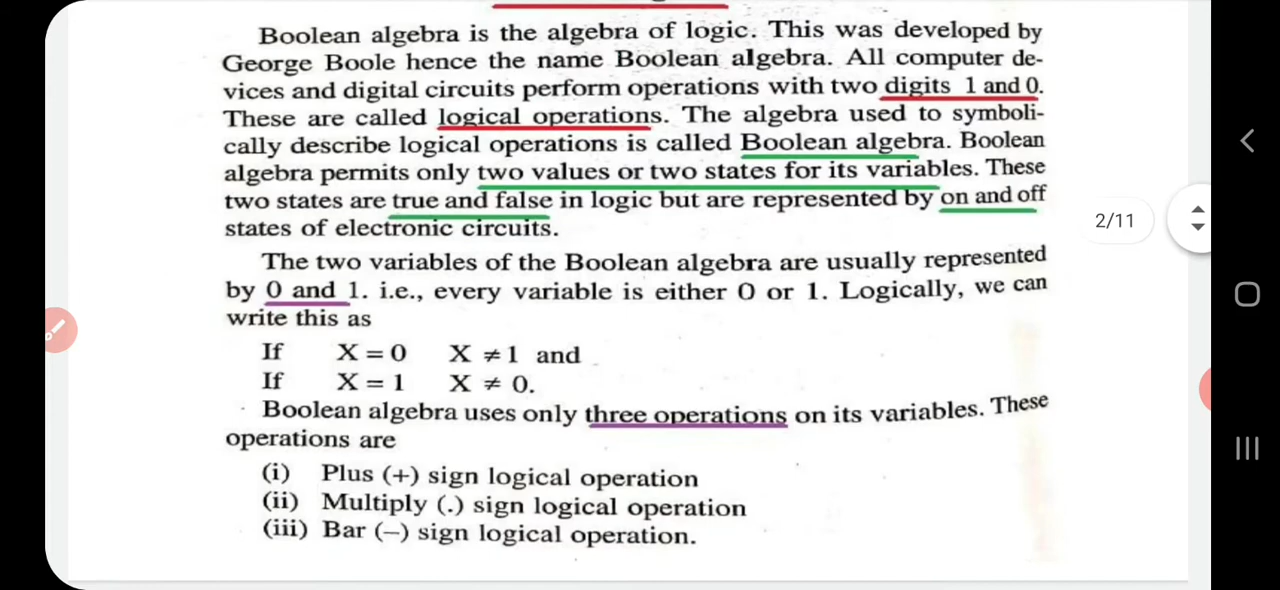 Boolean algebra is the algebra of logic. This was developed by
George Boole hence the name Boolean algebra. All computer de-
vices and digital circuits perform operations with two digits 1 and 0.
These are called logical operations. The algebra used to symboli-
cally describe logical operations is called Boolean algebra. Boolean
algebra permits only two values or two states for its variables. These
two states are true and false in logic but are represented by on and off
states of electronic circuits.
The two variables of the Boolean algebra are usually represented
by 0 and 1. i.e., every variable is either 0 or 1. Logically, we can
write this as
If X = 0 X ≠ 1 and
If X = 1 X ≠ 0.
Boolean algebra uses only three operations on its variables. These
operations are
(i) Plus (+) sign logical operation
(ii) Multiply (.) sign logical operation
(iii) Bar (–) sign logical operation.
2/11